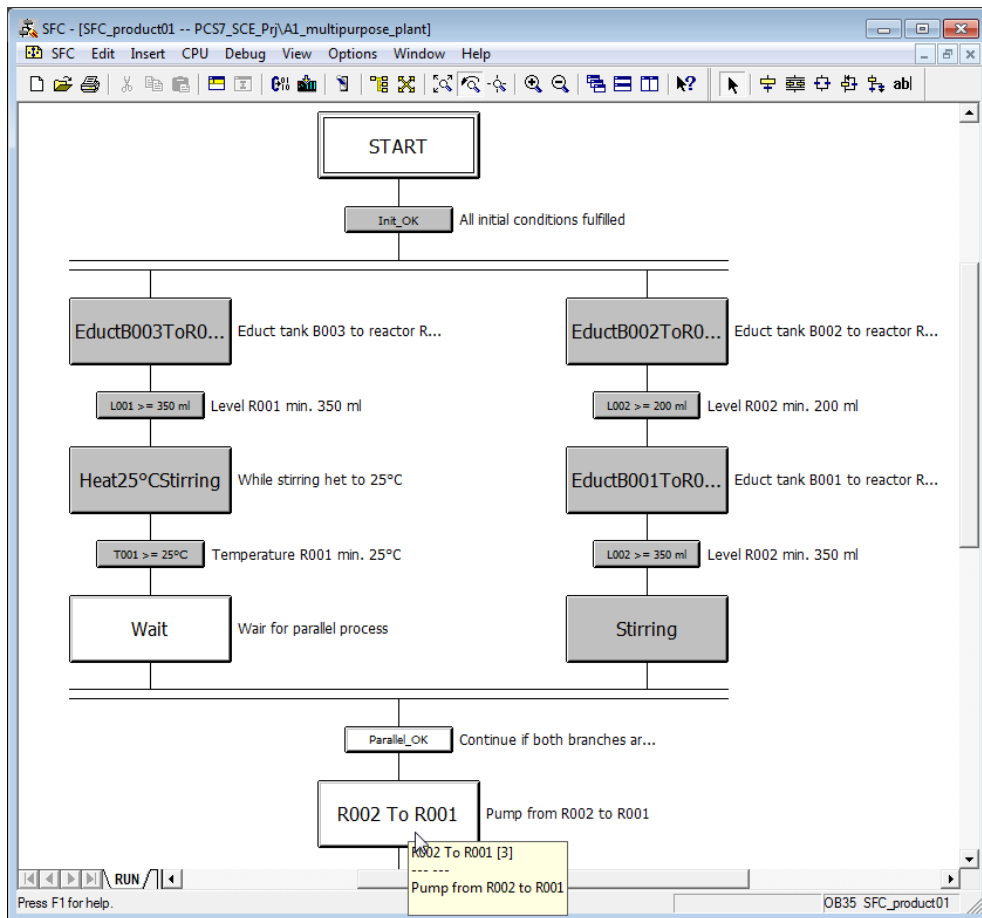 SFC - [SFC_product01 -- PCS7_SCE_Prj\A1_multipurpose_plant]
SFC Edit Insert CPU Debug View Options Window Help
START
Init_OK All initial conditions fulfilled
EductB003ToR0... Educt tank B003 to reactor R... EductB002ToR0... Educt tank B002 to reactor R...
L001 >= 350 ml Level R001 min. 350 ml L002 >= 200 ml Level R002 min. 200 ml
Heat25°CStirring While stirring het to 25°C EductB001ToR0... Educt tank B001 to reactor R...
T001 >= 25°C Temperature R001 min. 25°C L002 >= 350 ml Level R002 min. 350 ml
Wait Wair for parallel process Stirring
Parallel_OK Continue if both branches ar...
R002 To R001 Pump from R002 to R001
R002 To R001 [3]
--- ---
Pump from R002 to R001
RUN
Press F1 for help. OB35 SFC_product01